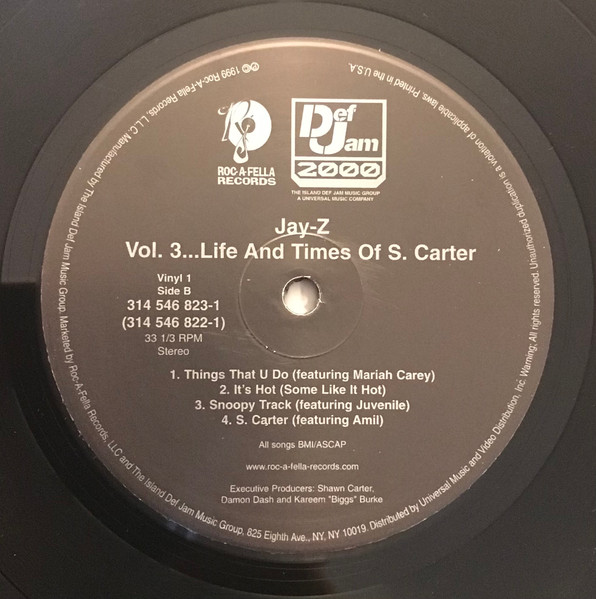 ROC-A-FELLA
RECORDS
Def
Jam
2000
THE ISLAND DEF JAM MUSIC GROUP
A UNIVERSAL MUSIC COMPANY
Jay-Z
Vol. 3...Life And Times Of S. Carter
Vinyl 1
Side B
314 546 823-1
(314 546 822-1)
33 1/3 RPM
Stereo
1. Things That U Do (featuring Mariah Carey)
2. It's Hot (Some Like It Hot)
3. Snoopy Track (featuring Juvenile)
4. S. Carter (featuring Amil)
All songs BMI/ASCAP
www.roc-a-fella-records.com
Executive Producers: Shawn Carter,
Damon Dash and Kareem "Biggs" Burke
℗© 1999 Roc-A-Fella Records, L.L.C. Manufactured by The Island Def Jam Music Group. Marketed by Roc-A-Fella Records, LLC and The Island Def Jam Music Group, 825 Eighth Ave., NY, NY 10019. Distributed by Universal Music and Video Distribution, Inc. Warning: All rights reserved. Unauthorized duplication is a violation of applicable laws. Printed in the U.S.A.